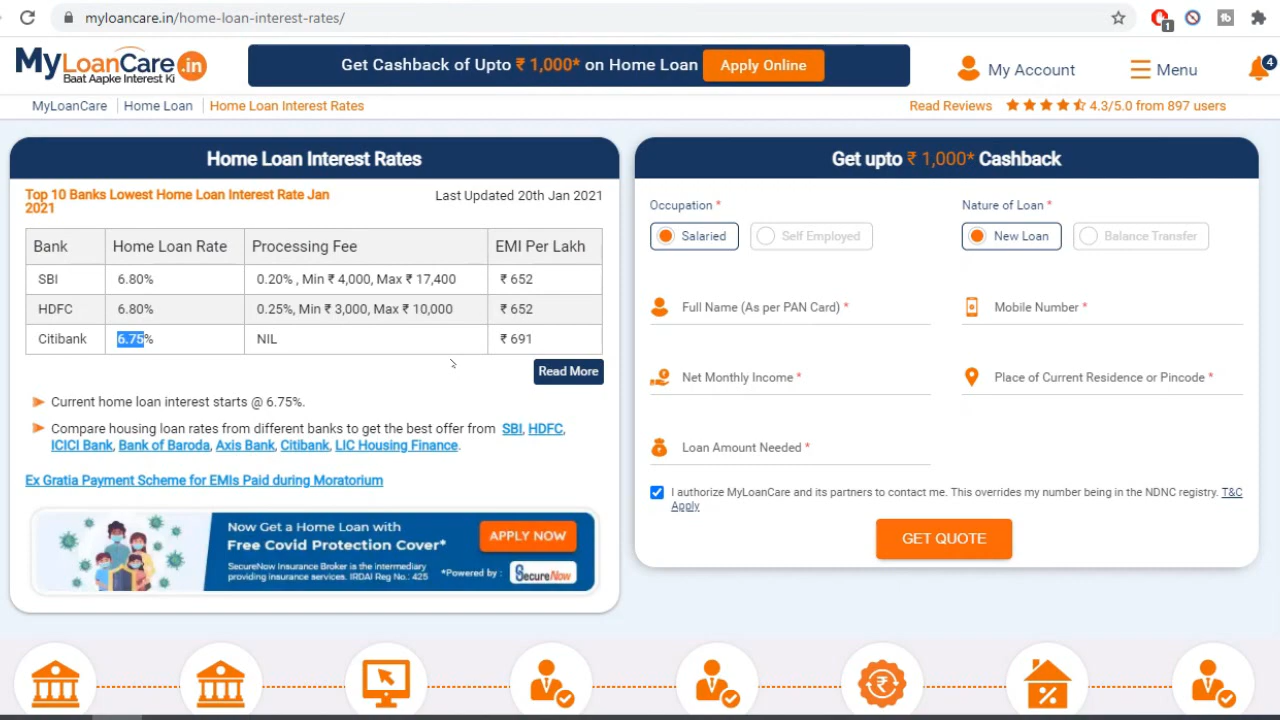 myloancare.in/home-loan-interest-rates/
1
MyLoanCare.in
Baat Aapke Interest Ki
Get Cashback of Upto ₹ 1,000* on Home Loan
Apply Online
My Account
Menu
4
MyLoanCare
Home Loan
Home Loan Interest Rates
Read Reviews
4.3/5.0 from 897 users
Home Loan Interest Rates
Top 10 Banks Lowest Home Loan Interest Rate Jan
2021
Last Updated 20th Jan 2021
Bank Home Loan Rate Processing Fee EMI Per Lakh
SBI 6.80% 0.20% , Min ₹ 4,000, Max ₹ 17,400 ₹ 652
HDFC 6.80% 0.25%, Min ₹ 3,000, Max ₹ 10,000 ₹ 652
Citibank 6.75% NIL ₹ 691
Read More
Current home loan interest starts @ 6.75%.
Compare housing loan rates from different banks to get the best offer from SBI, HDFC,
ICICI Bank, Bank of Baroda, Axis Bank, Citibank, LIC Housing Finance.
Ex Gratia Payment Scheme for EMIs Paid during Moratorium
Now Get a Home Loan with
Free Covid Protection Cover*
SecureNow Insurance Broker is the intermediary
providing insurance services. IRDAI Reg No.: 425
APPLY NOW
*Powered by :
SecureNow
Get upto ₹ 1,000* Cashback
Occupation *
Salaried
Self Employed
Nature of Loan *
New Loan
Balance Transfer
Full Name (As per PAN Card) *
Mobile Number *
Net Monthly Income *
Place of Current Residence or Pincode *
Loan Amount Needed *
I authorize MyLoanCare and its partners to contact me. This overrides my number being in the NDNC registry. T&C
Apply
GET QUOTE